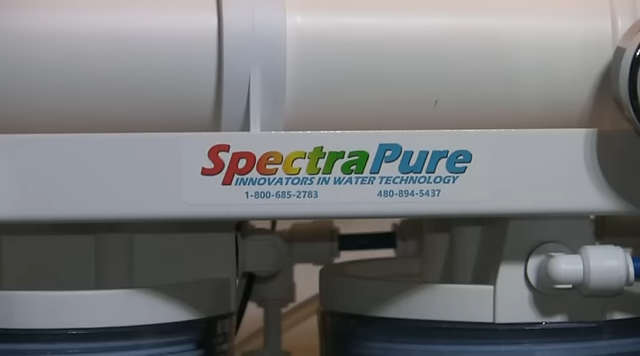 SpectraPure
INNOVATORS IN WATER TECHNOLOGY
1-800-685-2783 480-894-5437